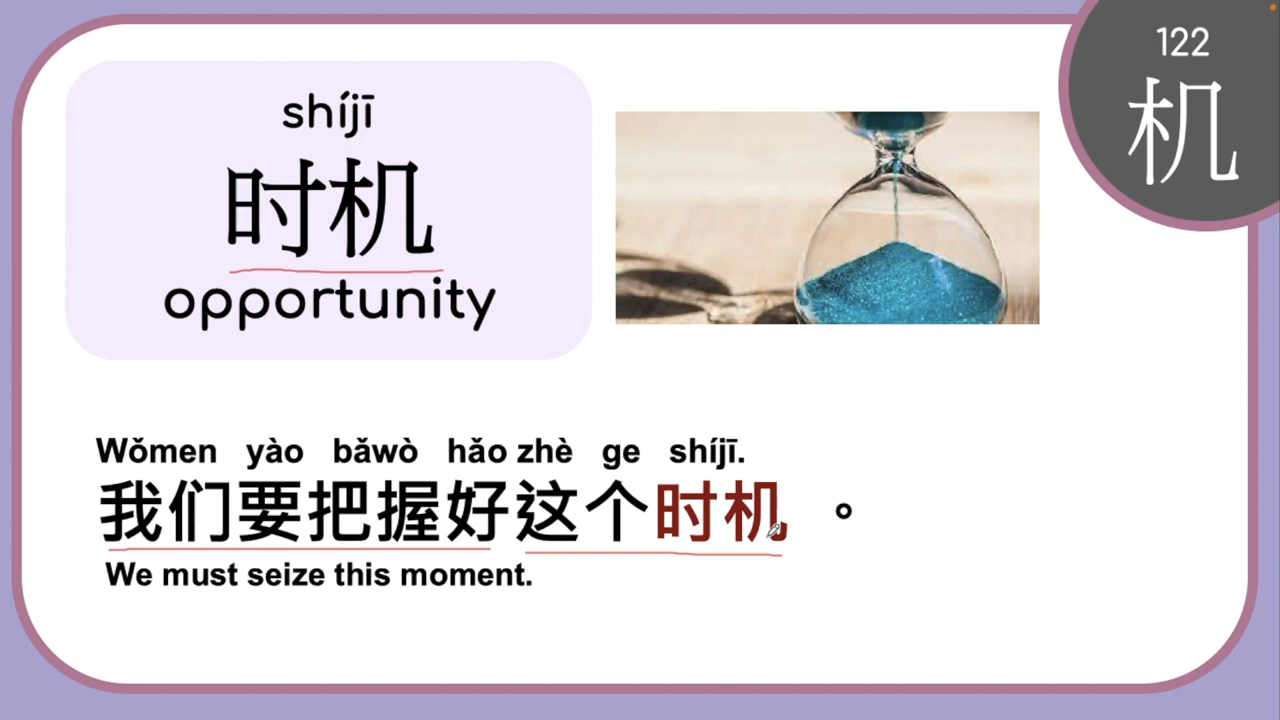 shíjī
时机
opportunity
122
机
Wǒmen yào bǎwò hǎo zhè ge shíjī.
我们要把握好这个时机。
We must seize this moment.